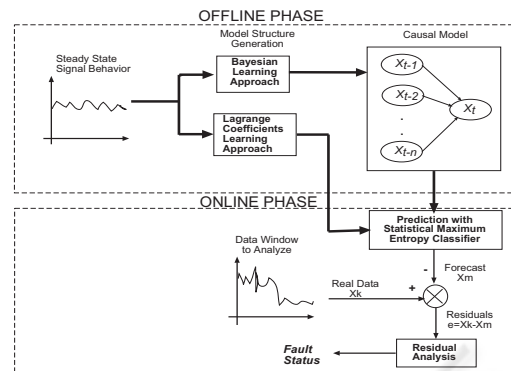 OFFLINE PHASE
Steady State
Signal Behavior
Model Structure
Generation
Bayesian
Learning
Approach
Lagrange
Coefficients
Learning
Approach
Causal Model
Xt-1
Xt-2
.
.
Xt-n
Xt
ONLINE PHASE
Prediction with
Statistical Maximum
Entropy Classifier
Data Window
to Analyze
Real Data
Xk
+
-
Forecast
Xm
Residuals
e=Xk-Xm
Residual
Analysis
Fault
Status